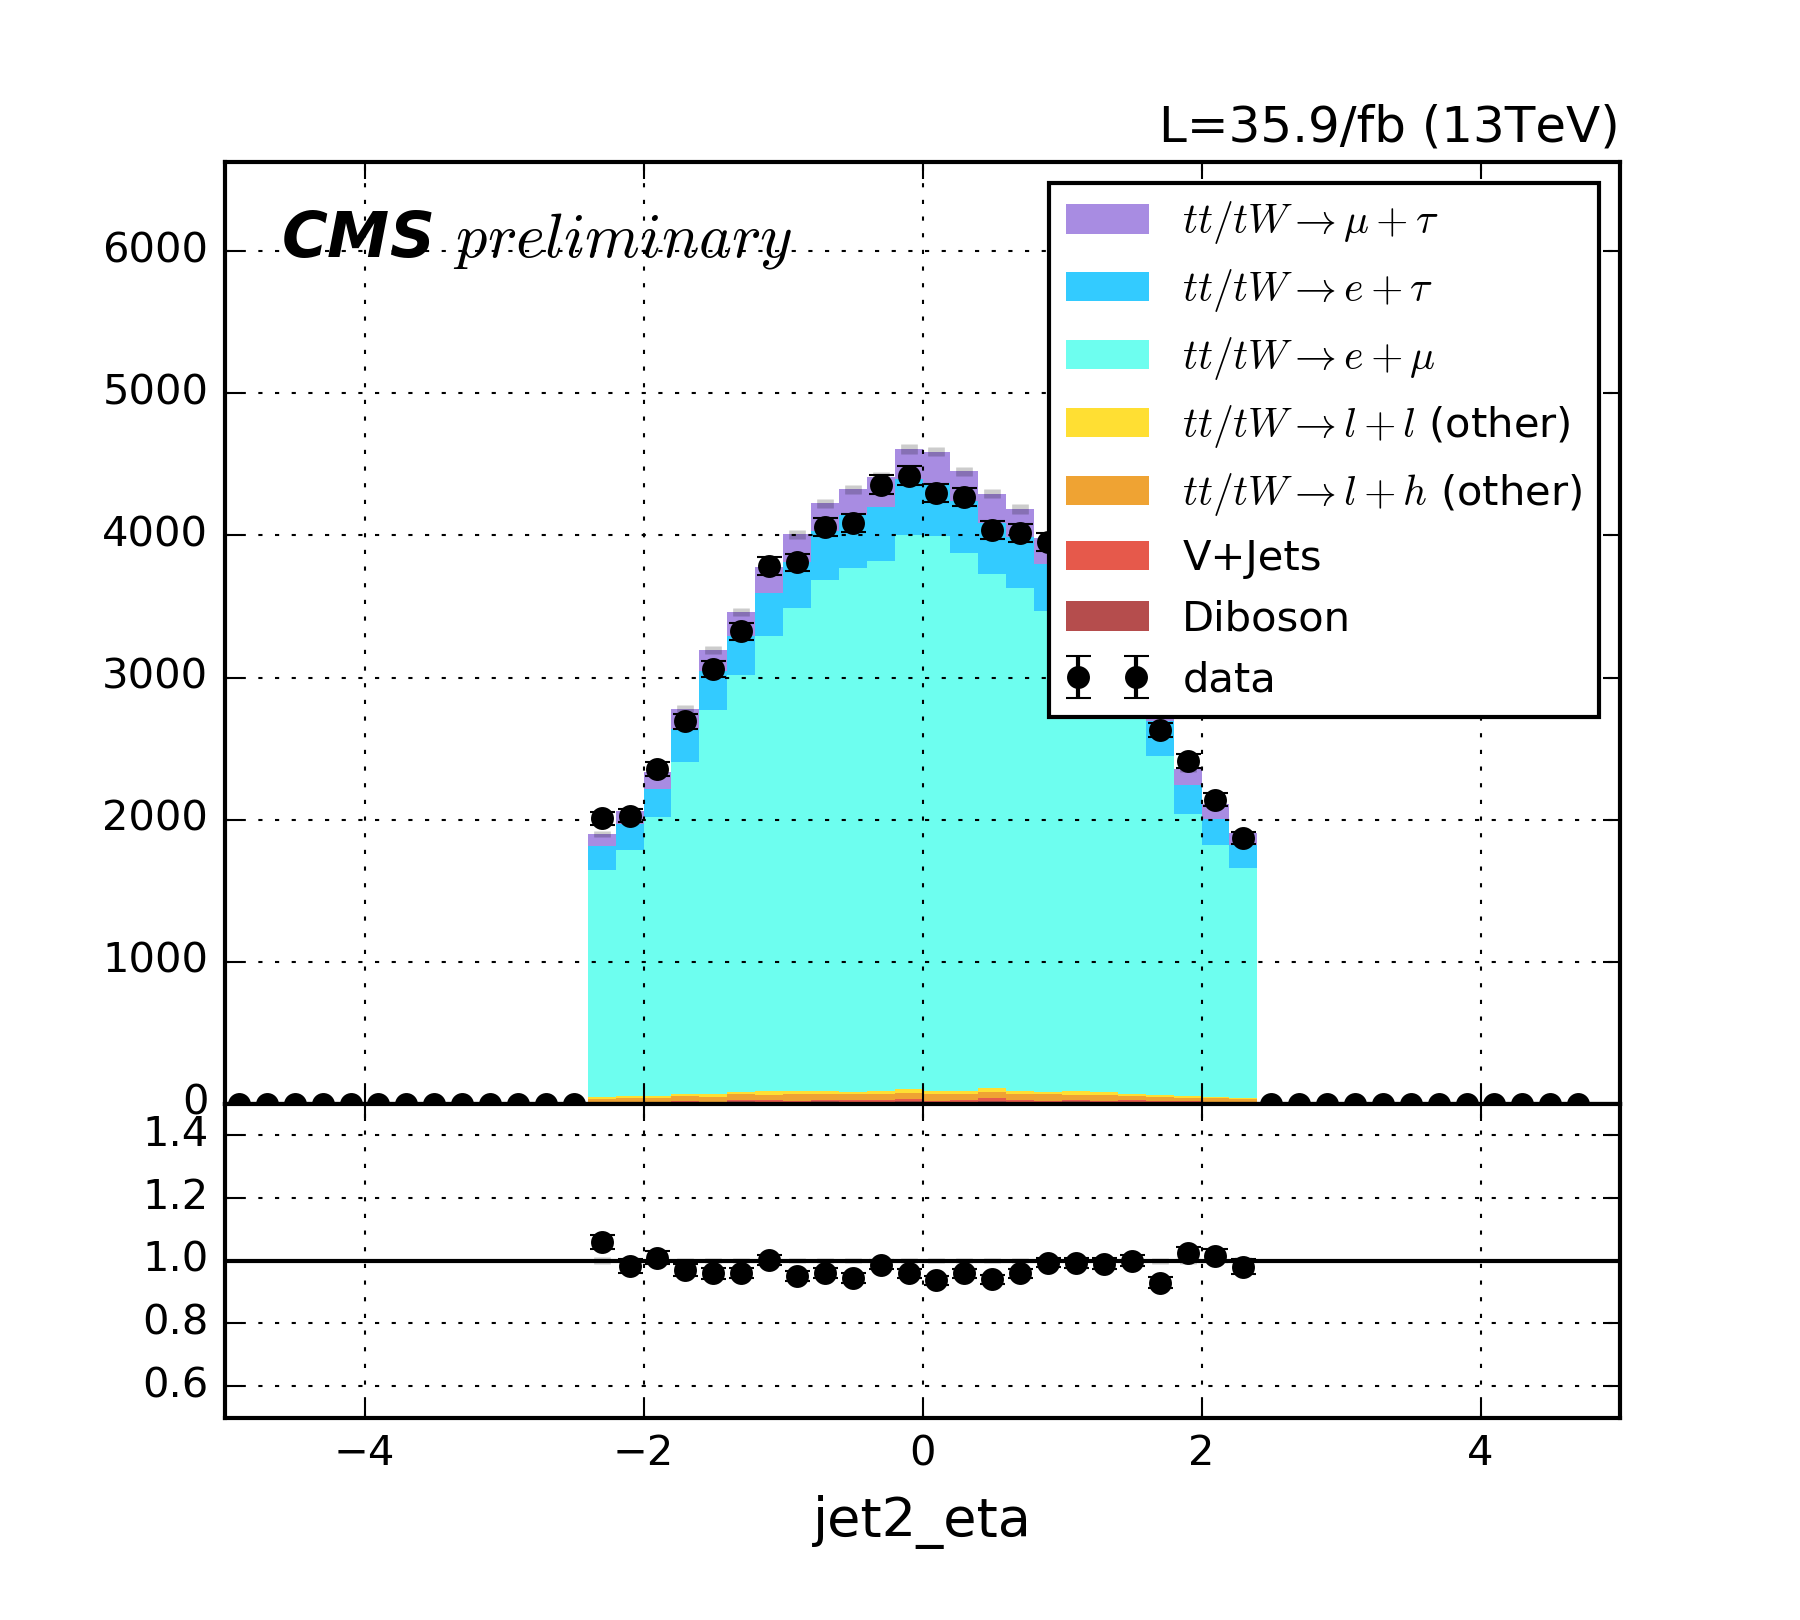 L=35.9/fb (13TeV)
CMS preliminary
tt/tW → μ + τ
tt/tW → e + τ
tt/tW → e + μ
tt/tW → l + l (other)
tt/tW → l + h (other)
V+Jets
Diboson
data
6000
5000
4000
3000
2000
1000
0
1.4
1.2
1.0
0.8
0.6
−4 −2 0 2 4
jet2_eta